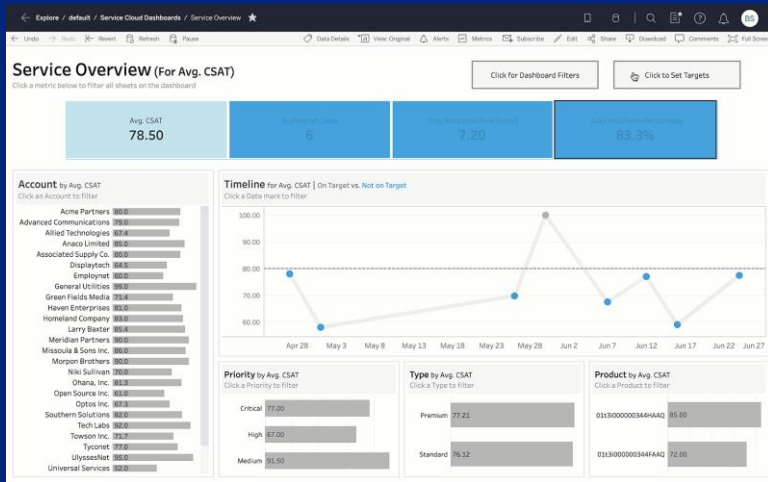 Explore / default / Service Cloud Dashboards / Service Overview
BS
Undo Redo Revert Refresh Pause Data Details View: Original Alerts Metrics Subscribe Edit Share Download Comments Full Screen
Service Overview (For Avg. CSAT)
Click a metric below to filter all sheets on the dashboard
Click for Dashboard Filters
Click to Set Targets
Avg. CSAT
78.50
Number of Cases
6
7.20
83.3%
Account by Avg. CSAT
Click an Account to filter
Acme Partners 80.0
Advanced Communications 79.0
Allied Technologies 67.4
Anaco Limited 85.0
Associated Supply Co. 80.0
Displaytech 64.5
Employnet 60.0
General Utilities 99.0
Green Fields Media 71.4
Haven Enterprises 81.0
Homeland Company 83.0
Larry Baxter 85.4
Meridian Partners 90.0
Missoula & Sons Inc. 86.0
Morpon Brothers 90.0
Niki Sullivan 70.0
Ohana, Inc. 81.3
Open Source Inc. 61.0
Optos Inc. 67.3
Southern Solutions 82.0
Tech Labs 92.0
Towson Inc. 71.7
Tyconet 77.0
UlyssesNet 95.0
Universal Services 52.0
Timeline for Avg. CSAT | On Target vs. Not on Target
Click a Date mark to filter
100.00
90.00
80.00
70.00
60.00
Apr 28 May 3 May 8 May 13 May 18 May 23 May 28 Jun 2 Jun 7 Jun 12 Jun 17 Jun 22 Jun 27
Priority by Avg. CSAT
Click a Priority to filter
Critical 77.00
High 67.00
Medium 91.50
Type by Avg. CSAT
Click a Type to filter
Premium 77.21
Standard 76.12
Product by Avg. CSAT
Click a Product to filter
01t3i000000344HAAQ 85.00
01t3i000000344FAAQ 72.00